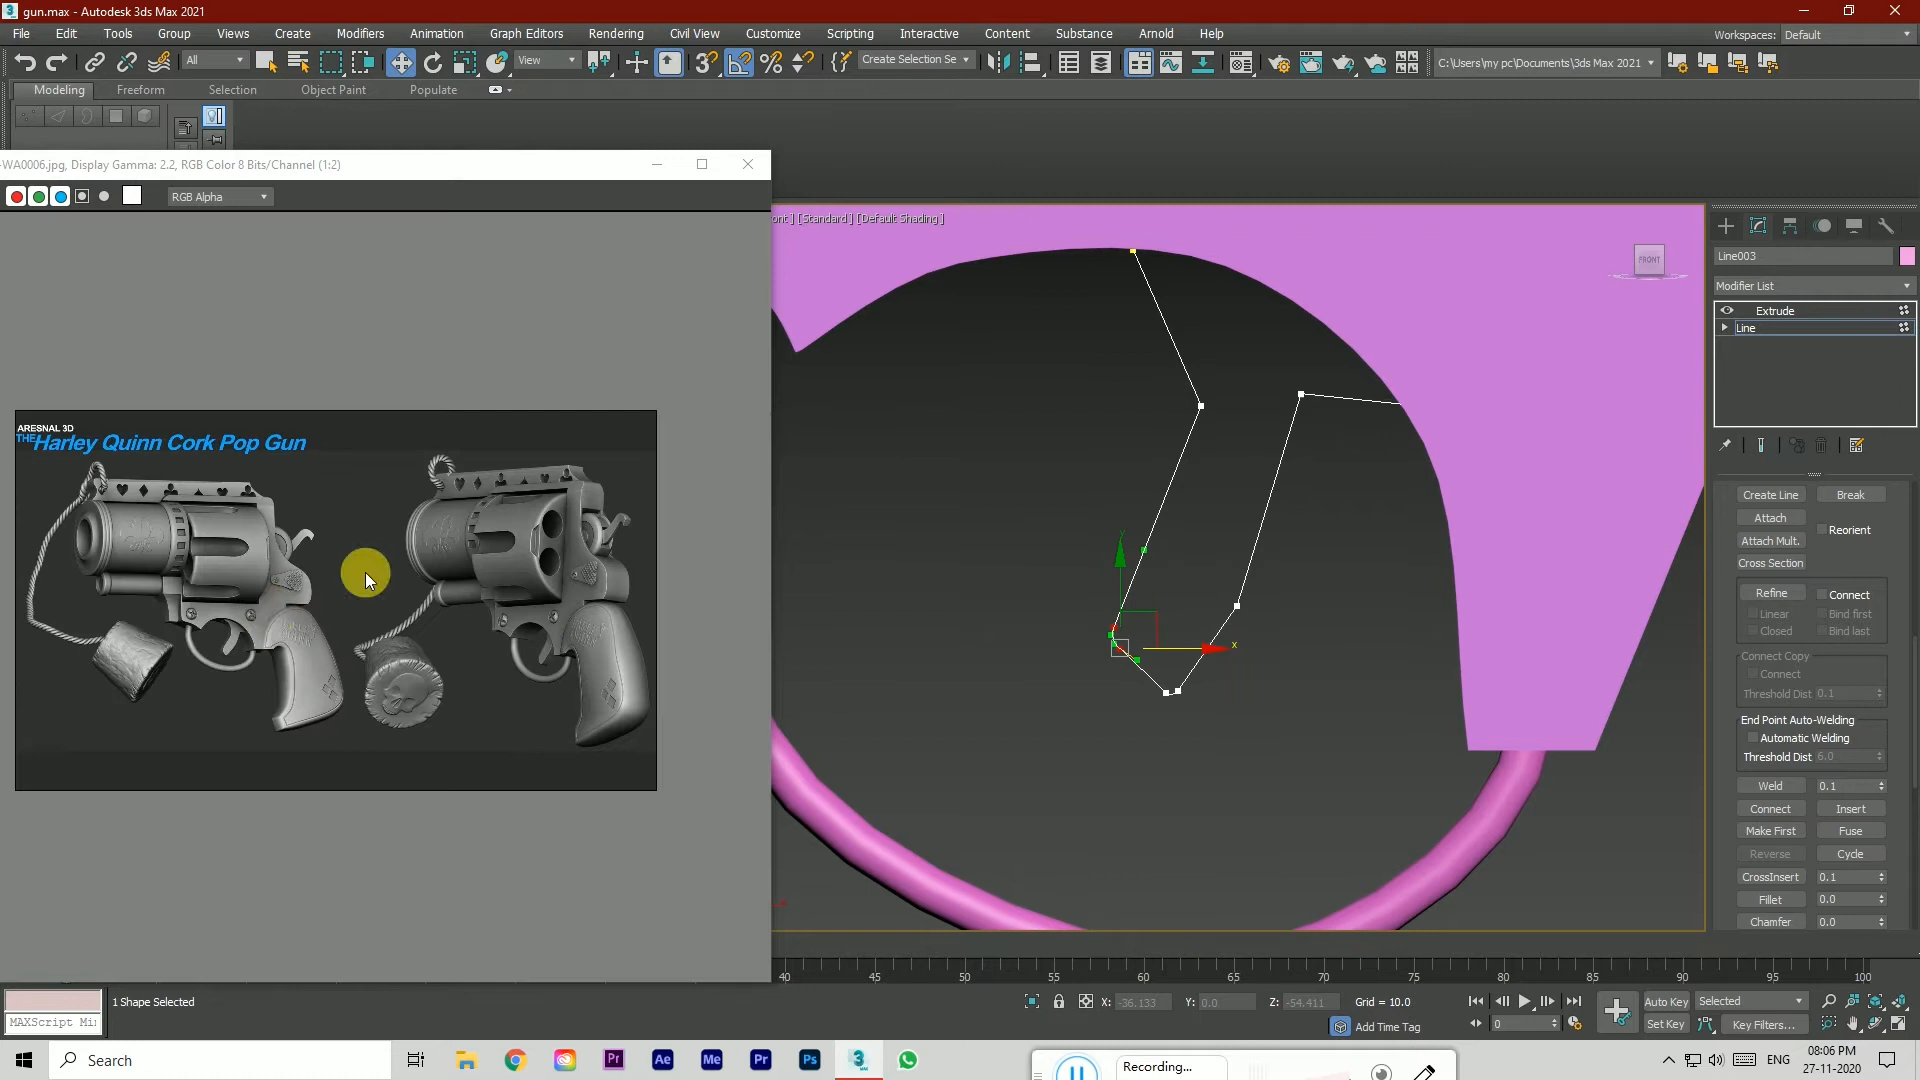 gun.max - Autodesk 3ds Max 2021
File Edit Tools Group Views Create Modifiers Animation Graph Editors Rendering Civil View Customize Scripting Interactive Content Substance Arnold Help
Workspaces: Default
All View Create Selection Se C:\Users\my pc\Documents\3ds Max 2021
Modeling Freeform Selection Object Paint Populate
-WA0006.jpg, Display Gamma: 2.2, RGB Color 8 Bits/Channel (1:2)
RGB Alpha
ont ] [Standard ] [Default Shading ]
FRONT
ARESNAL 3D
THE Harley Quinn Cork Pop Gun
y
x
Line003
Modifier List
Extrude
Line
Create Line Break
Attach
Reorient
Attach Mult.
Cross Section
Refine Connect
Linear Bind first
Closed Bind last
Connect Copy
Connect
Threshold Dist 0.1
End Point Auto-Welding
Automatic Welding
Threshold Dist 6.0
Weld 0.1
Connect Insert
Make First Fuse
Reverse Cycle
CrossInsert 0.1
Fillet 0.0
Chamfer 0.0
40 45 50 55 60 65 70 75 80 85 90 95 100
1 Shape Selected
X: -36.133 Y: 0.0 Z: -54.411 Grid = 10.0
Auto Key Selected
MAXScript Mi
Add Time Tag
0
Set Key Key Filters...
Search
Recording...
ENG
08:06 PM
27-11-2020